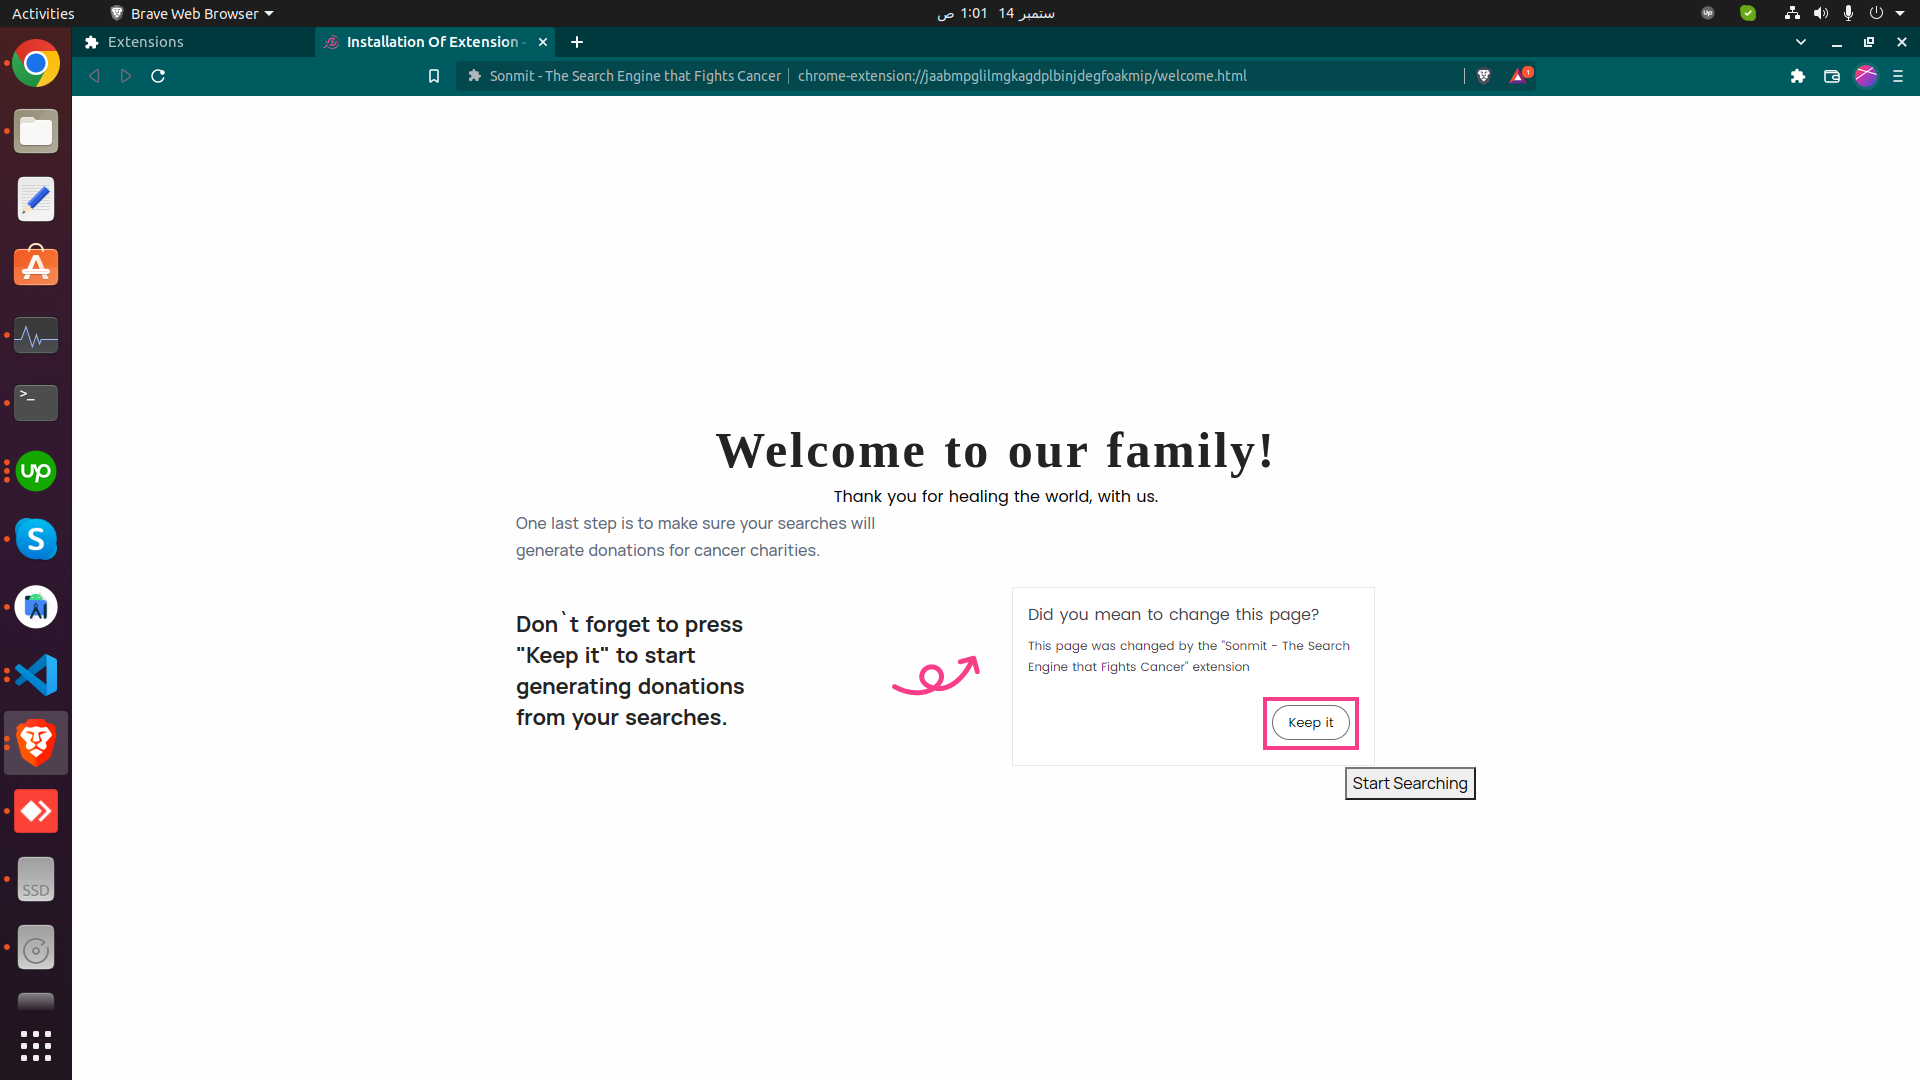 Activities
Brave Web Browser
ستمبر 14 1:01 ص
Extensions
Installation Of Extension -
Sonmit - The Search Engine that Fights Cancer
chrome-extension://jaabmpglilmgkagdplbinjdegfoakmip/welcome.html
1
Welcome to our family!
Thank you for healing the world, with us.
One last step is to make sure your searches will
generate donations for cancer charities.
Don`t forget to press
"Keep it" to start
generating donations
from your searches.
Did you mean to change this page?
This page was changed by the "Sonmit - The Search
Engine that Fights Cancer" extension
Keep it
Start Searching
>_
up
S
AI
SSD